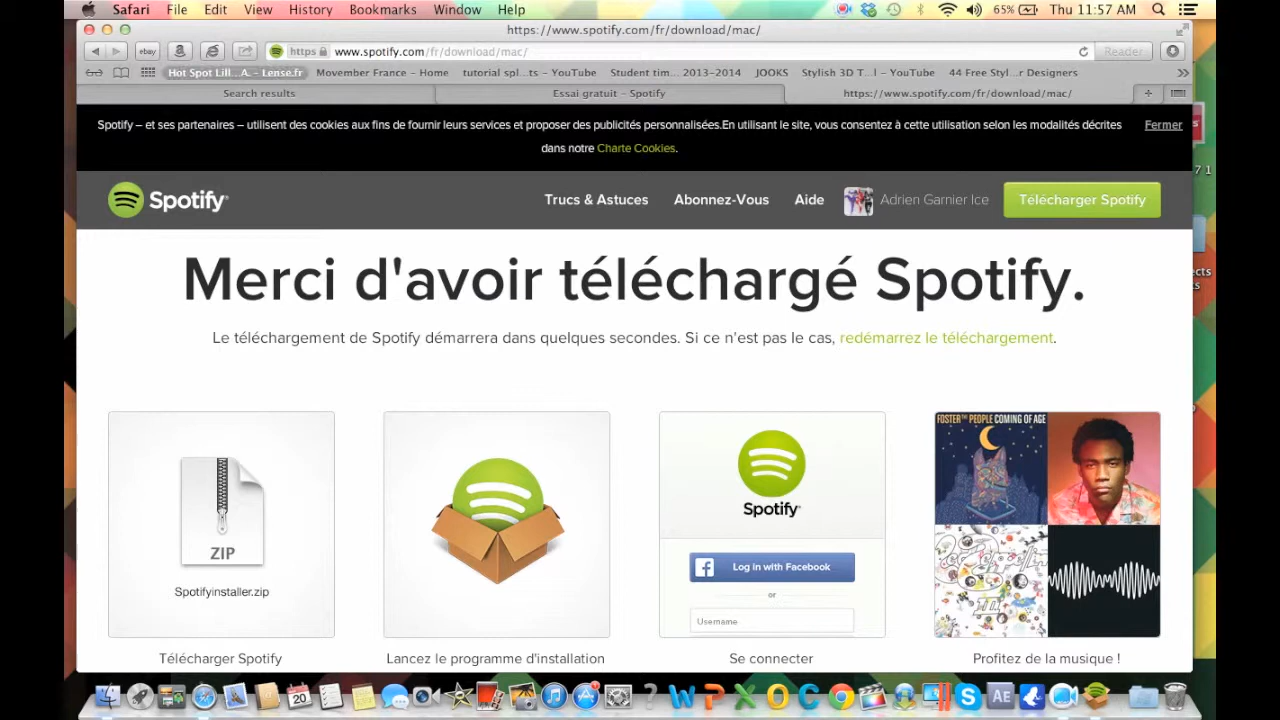 Safari File Edit View History Bookmarks Window Help 65% Thu 11:57 AM
https://www.spotify.com/fr/download/mac/
ebay https www.spotify.com/fr/download/mac/ Reader
Hot Spot Lill...A. - Lense.fr Movember France - Home tutorial spl...ts - YouTube Student tim... 2013-2014 JOOKS Stylish 3D T...l - YouTube 44 Free Styl...r Designers
Search results Essai gratuit - Spotify https://www.spotify.com/fr/download/mac/
Spotify – et ses partenaires – utilisent des cookies aux fins de fournir leurs services et proposer des publicités personnalisées.En utilisant le site, vous consentez à cette utilisation selon les modalités décrites Fermer
dans notre Charte Cookies.
Spotify Trucs & Astuces Abonnez-Vous Aide Adrien Garnier Ice Télécharger Spotify
Merci d'avoir téléchargé Spotify.
Le téléchargement de Spotify démarrera dans quelques secondes. Si ce n'est pas le cas, redémarrez le téléchargement.
FOSTER THE PEOPLE COMING OF AGE
Spotify
ZIP
Log in with Facebook
Spotifyinstaller.zip
or
Username
Télécharger Spotify Lancez le programme d'installation Se connecter Profitez de la musique !
20
AE